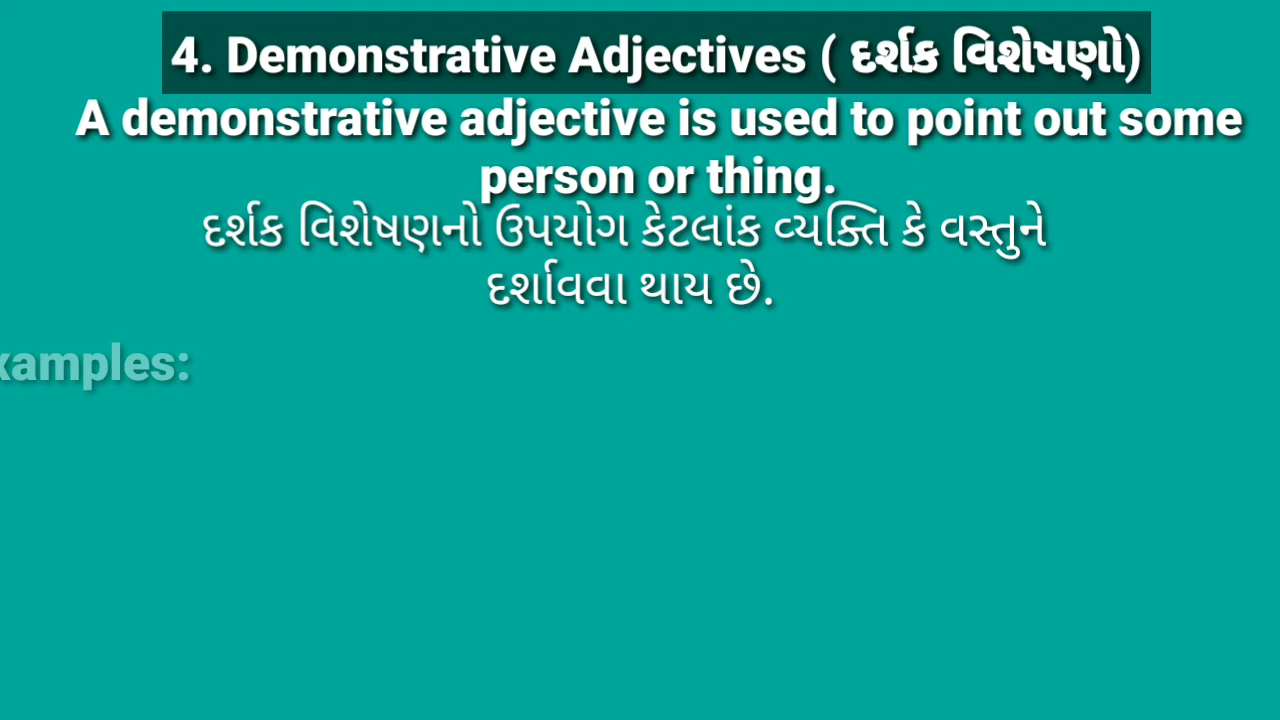 4. Demonstrative Adjectives ( દર્શક વિશેષણો)
A demonstrative adjective is used to point out some
person or thing.
દર્શક વિશેષણનો ઉપયોગ કેટલાંક વ્યક્તિ કે વસ્તુને
દર્શાવવા થાય છે.
xamples: